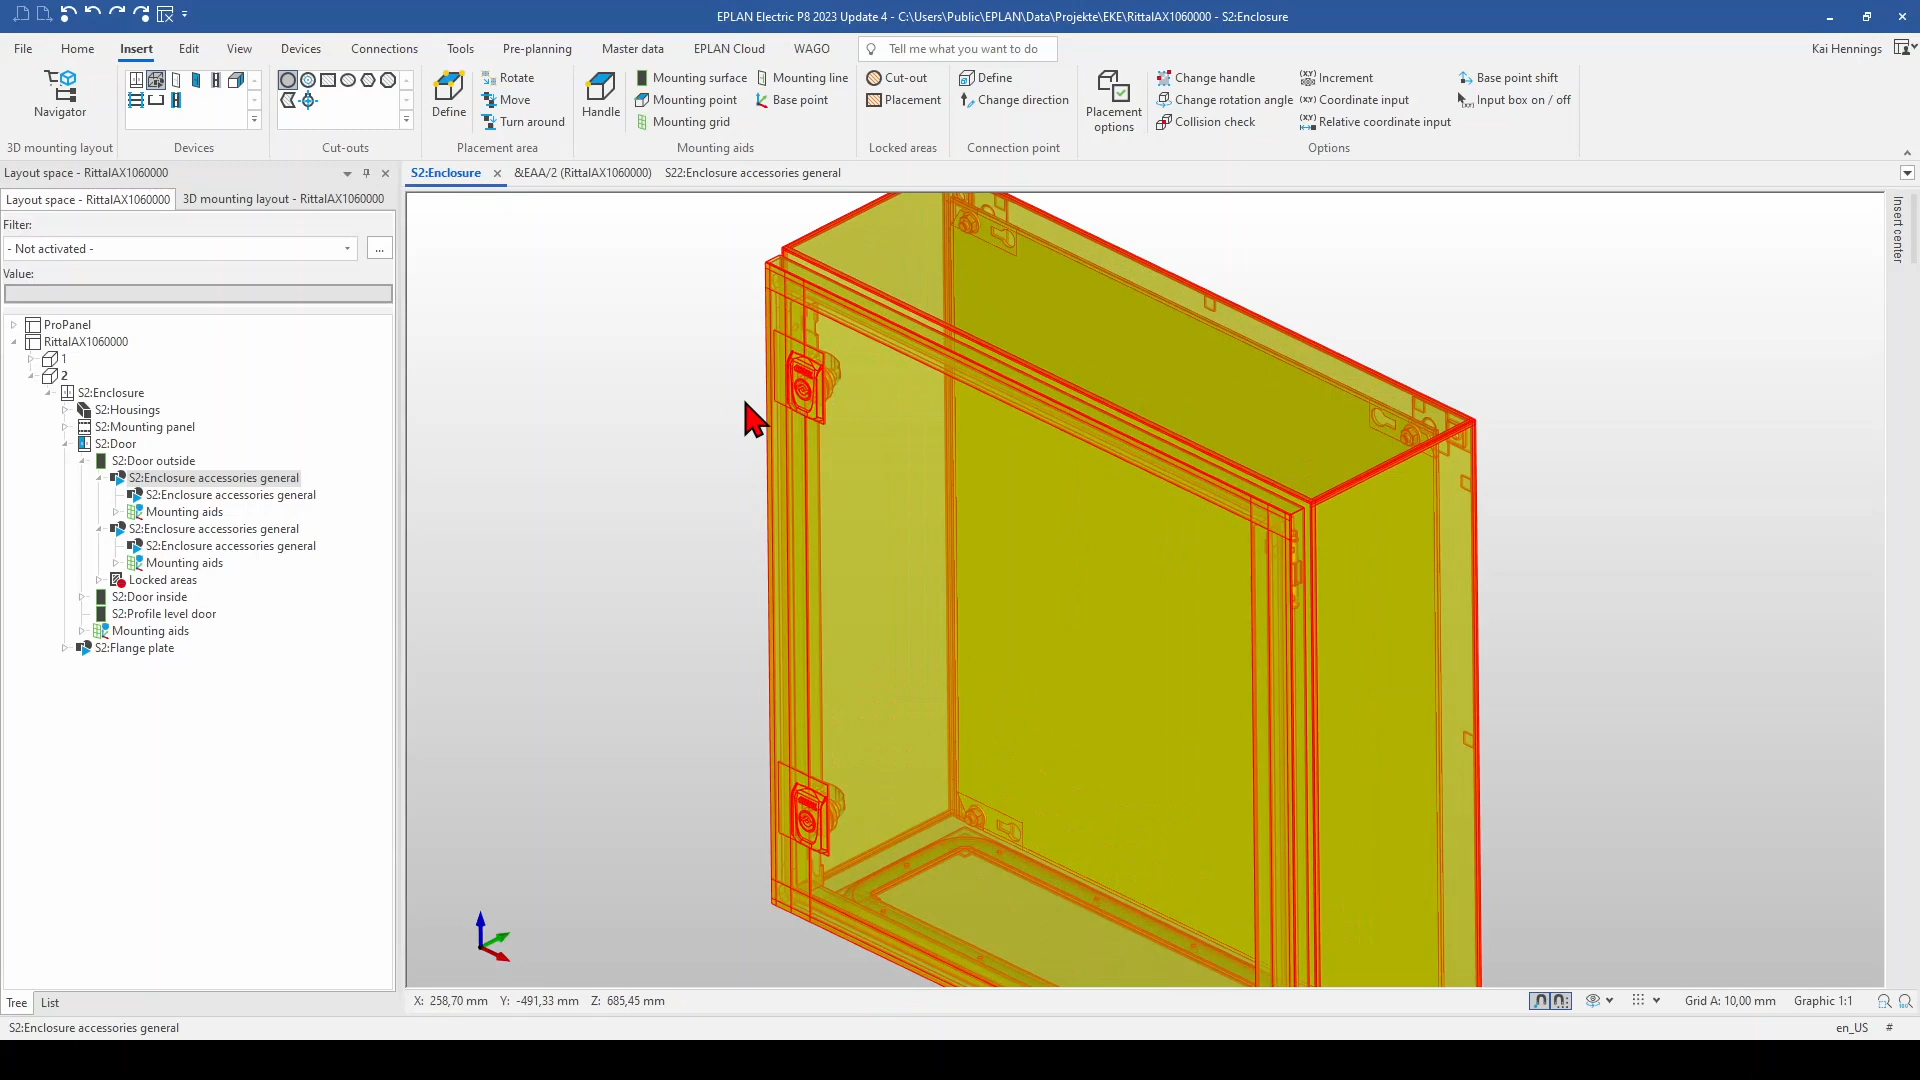 EPLAN Electric P8 2023 Update 4 - C:\Users\Public\EPLAN\Data\Projekte\EKE\RittalAX1060000 - S2:Enclosure
File Home Insert Edit View Devices Connections Tools Pre-planning Master data EPLAN Cloud WAGO Tell me what you want to do Kai Hennings
Rotate Mounting surface Mounting line Cut-out Define Change handle Increment Base point shift
Navigator Define Move Handle Mounting point Base point Placement Change direction Placement options Change rotation angle Coordinate input Input box on / off
Turn around Mounting grid Collision check Relative coordinate input
3D mounting layout Devices Cut-outs Placement area Mounting aids Locked areas Connection point Options
Layout space - RittalAX1060000
S2:Enclosure &EAA/2 (RittalAX1060000) S22:Enclosure accessories general
Layout space - RittalAX1060000 3D mounting layout - RittalAX1060000
Insert center
Filter:
- Not activated -
...
Value:
ProPanel
RittalAX1060000
1
2
S2:Enclosure
S2:Housings
S2:Mounting panel
S2:Door
S2:Door outside
S2:Enclosure accessories general
S2:Enclosure accessories general
Mounting aids
S2:Enclosure accessories general
S2:Enclosure accessories general
Mounting aids
Locked areas
S2:Door inside
S2:Profile level door
Mounting aids
S2:Flange plate
Tree List
X: 258,70 mm Y: -491,33 mm Z: 685,45 mm
Grid A: 10,00 mm Graphic 1:1
S2:Enclosure accessories general
en_US #